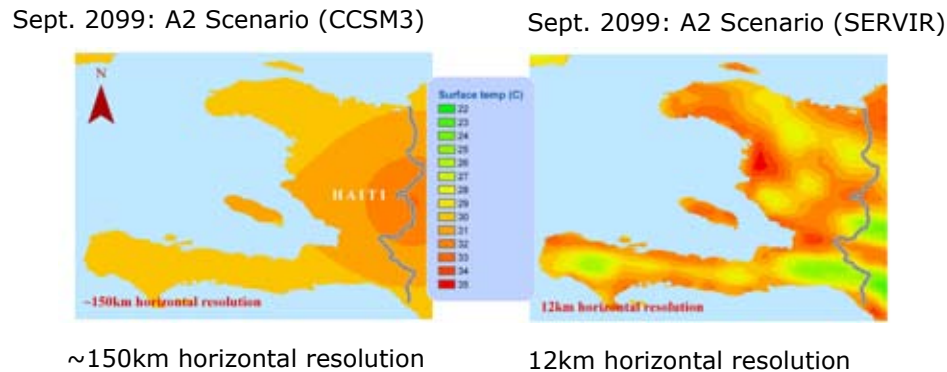 Sept. 2099: A2 Scenario (CCSM3)
Sept. 2099: A2 Scenario (SERVIR)
N
Surface temp (C)
22
23
24
25
26
27
28
29
30
31
32
33
34
35
HAITI
~150km horizontal resolution
12km horizontal resolution
~150km horizontal resolution
12km horizontal resolution